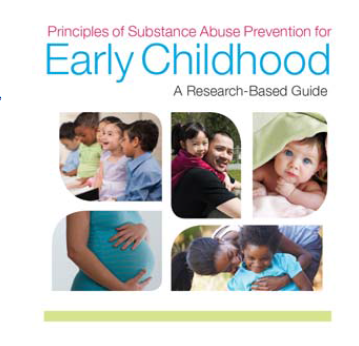 Principles of Substance Abuse Prevention for
Early Childhood
A Research-Based Guide